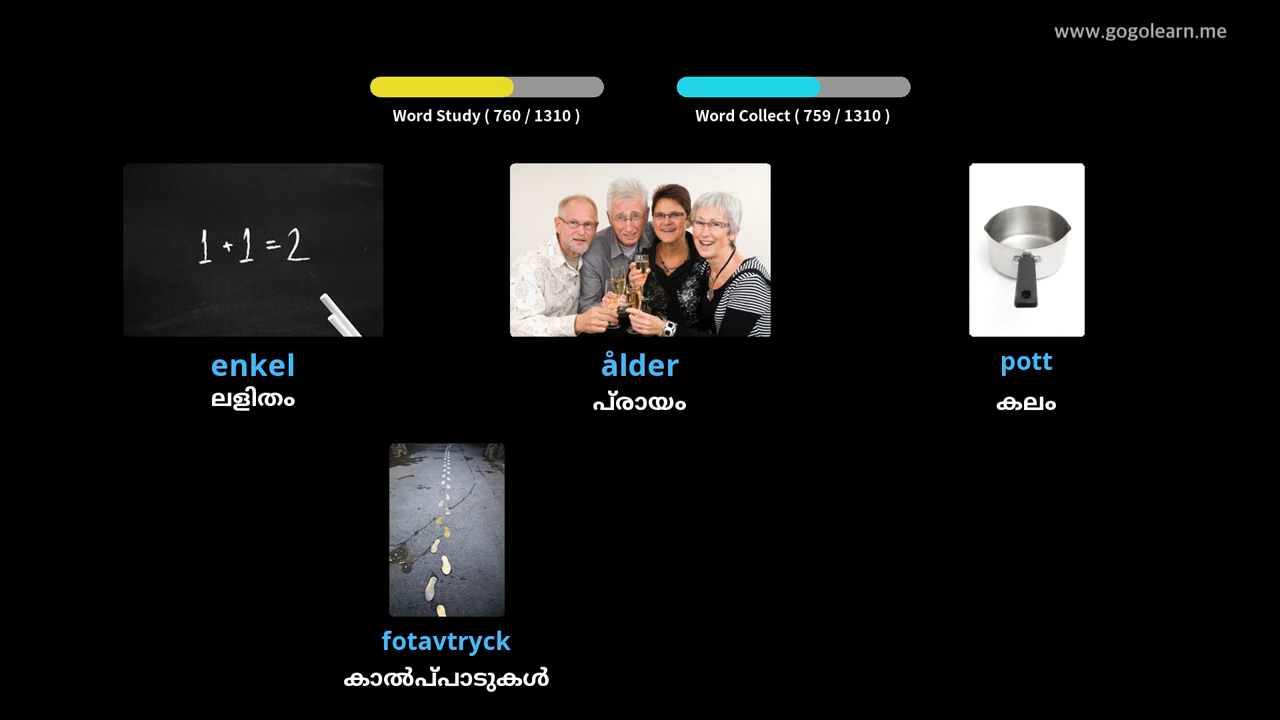 www.gogolearn.me
Word Study ( 760 / 1310 )
Word Collect ( 759 / 1310 )
1 + 1 = 2
enkel
ലളിതം
ålder
പ്രായം
pott
കലം
fotavtryck
കാൽപ്പാടുകൾ